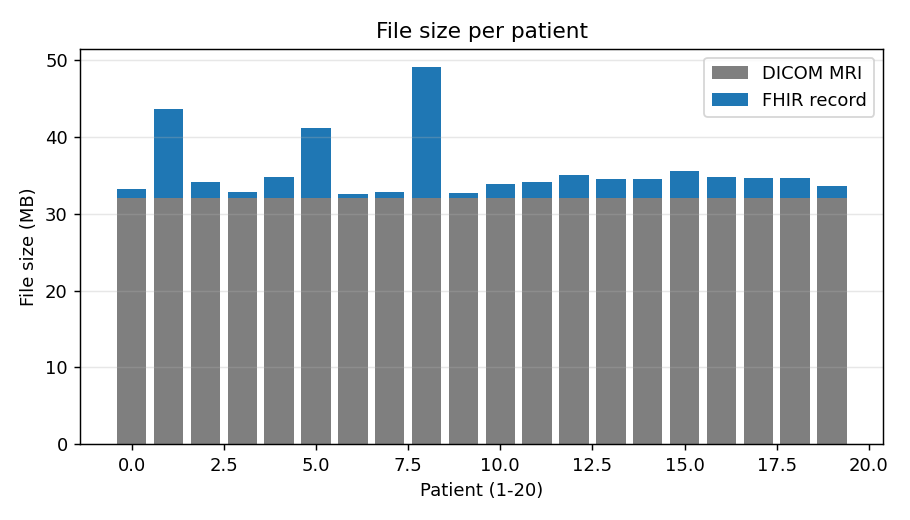 File size per patient
DICOM MRI
FHIR record
50
40
30
20
10
0
File size (MB)
0.0 2.5 5.0 7.5 10.0 12.5 15.0 17.5 20.0
Patient (1-20)